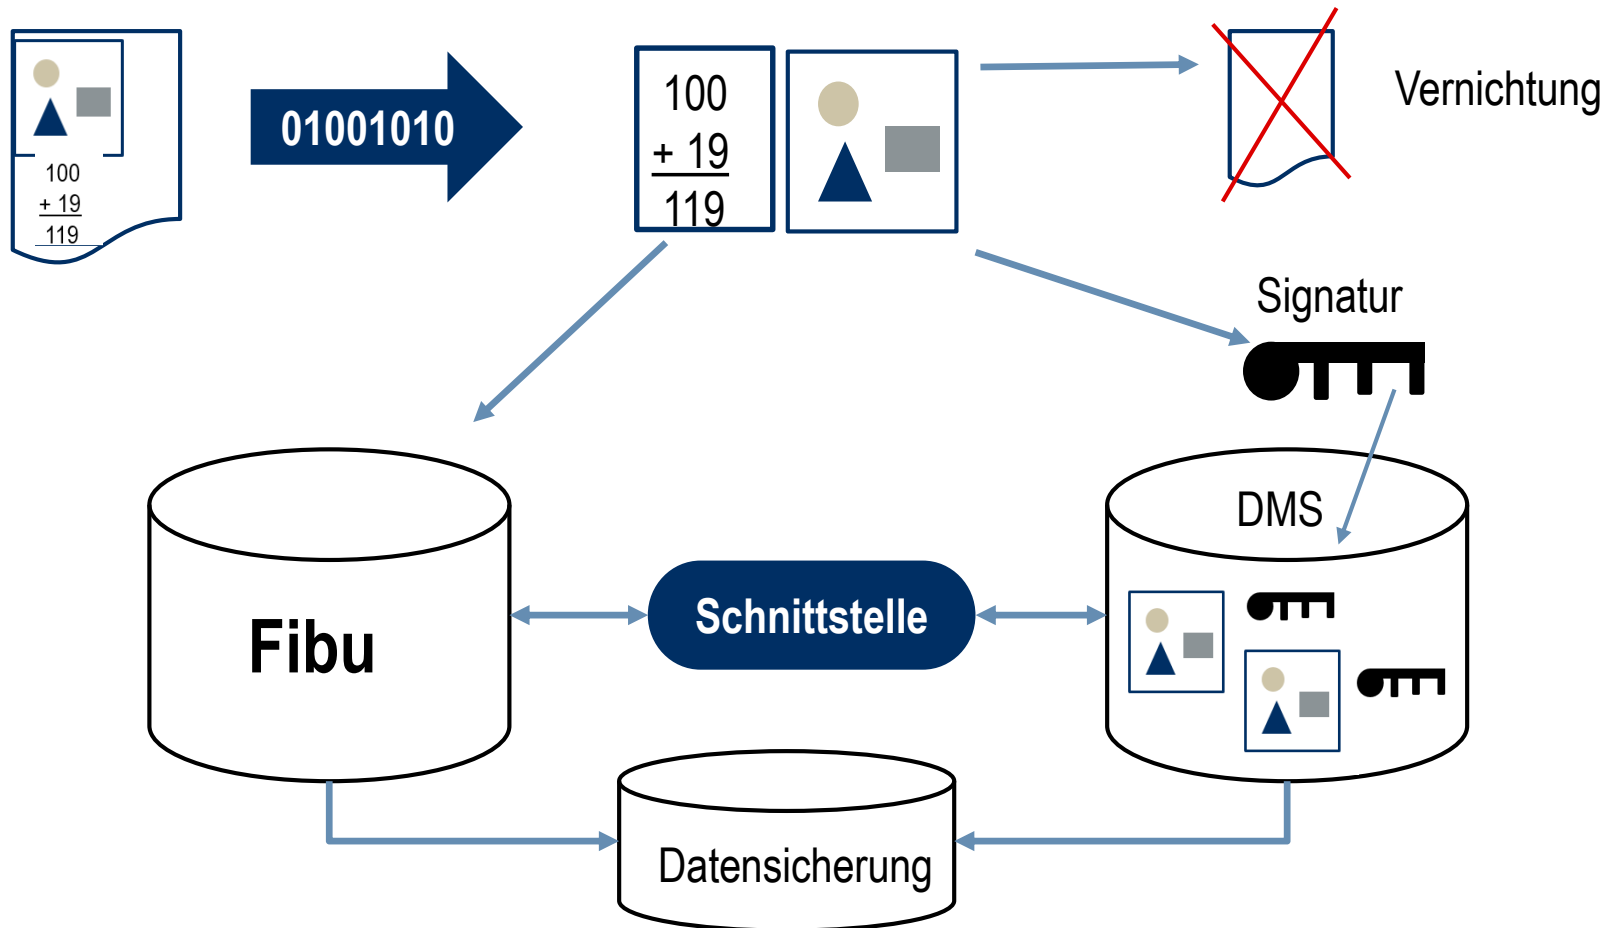 100
+ 19
119
01001010
100
+ 19
119
Vernichtung
Signatur
Fibu
Schnittstelle
DMS
Datensicherung